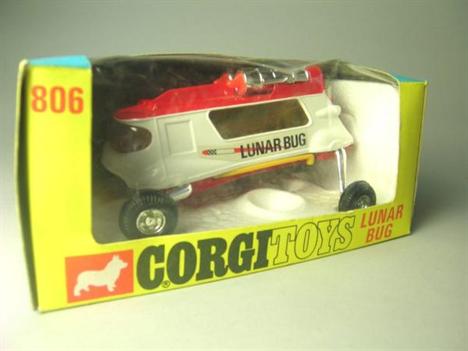 806
LUNAR BUG
CORGI TOYS
®
LUNAR
BUG